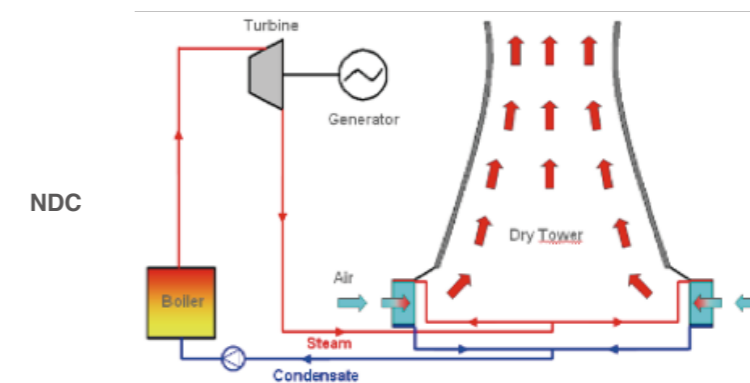 Turbine
Generator
NDC
Dry Tower
Air
Boiler
Steam
Condensate